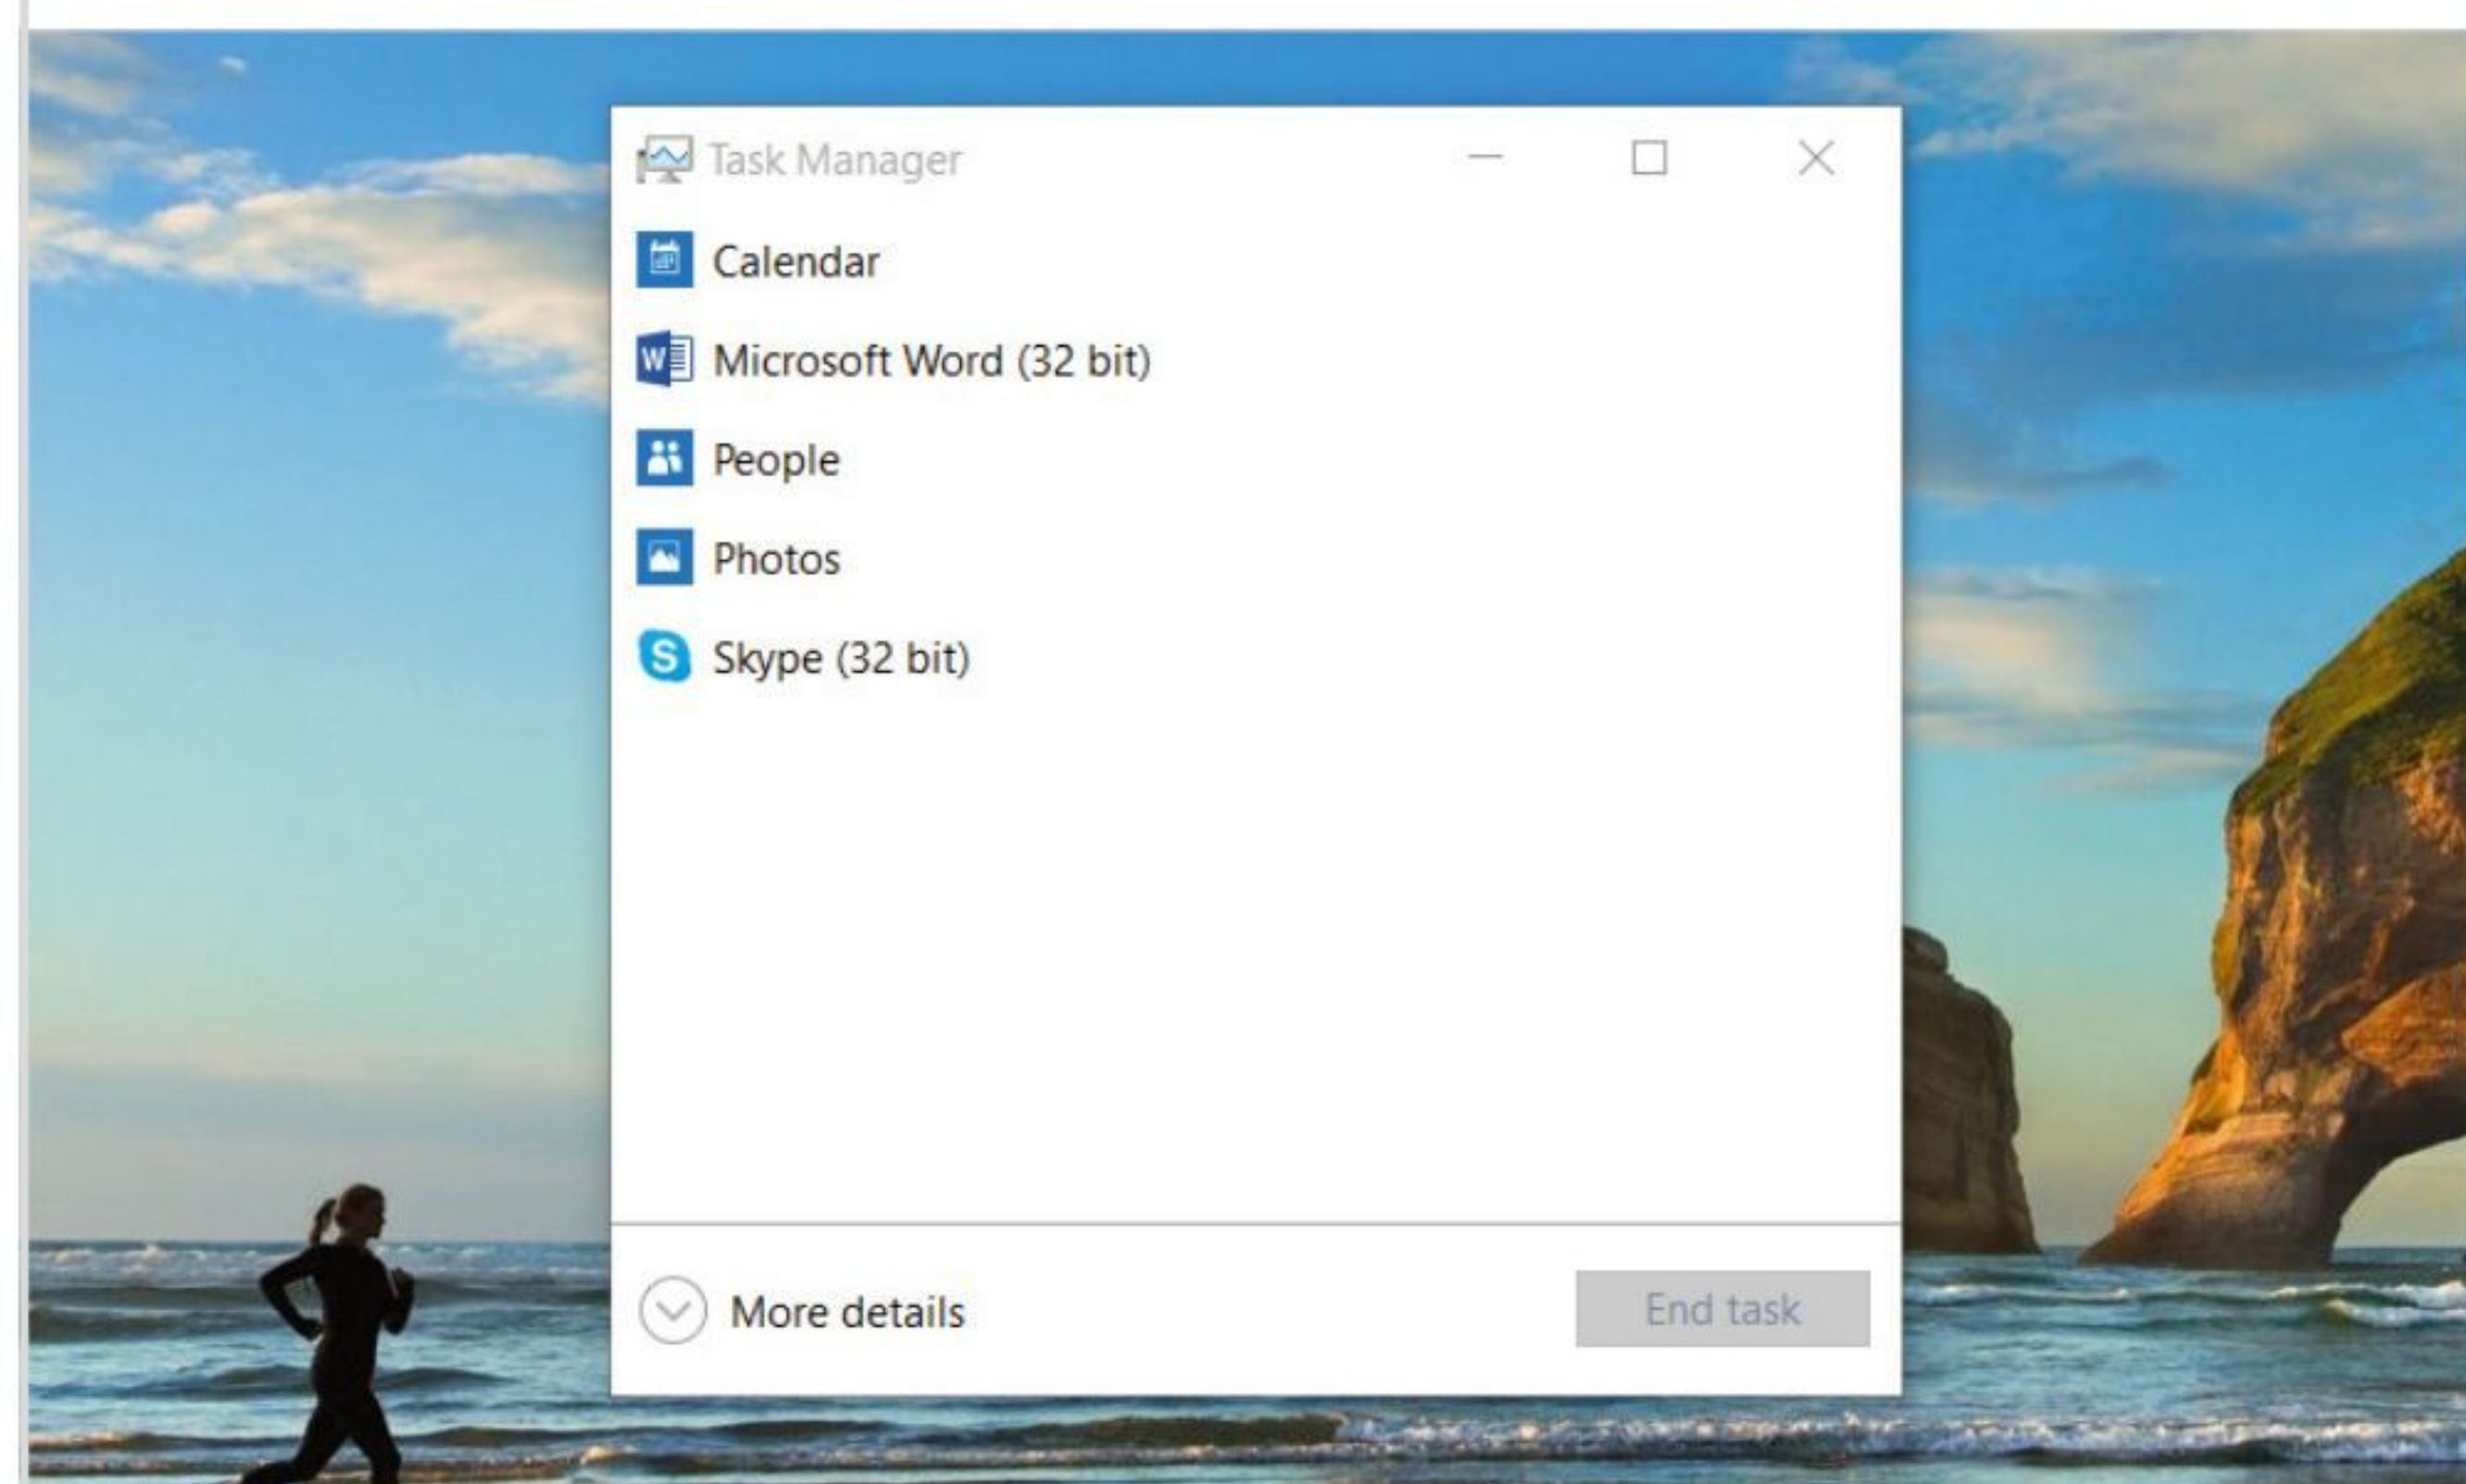 Task Manager
Calendar
Microsoft Word (32 bit)
People
Photos
Skype (32 bit)
More details
End task